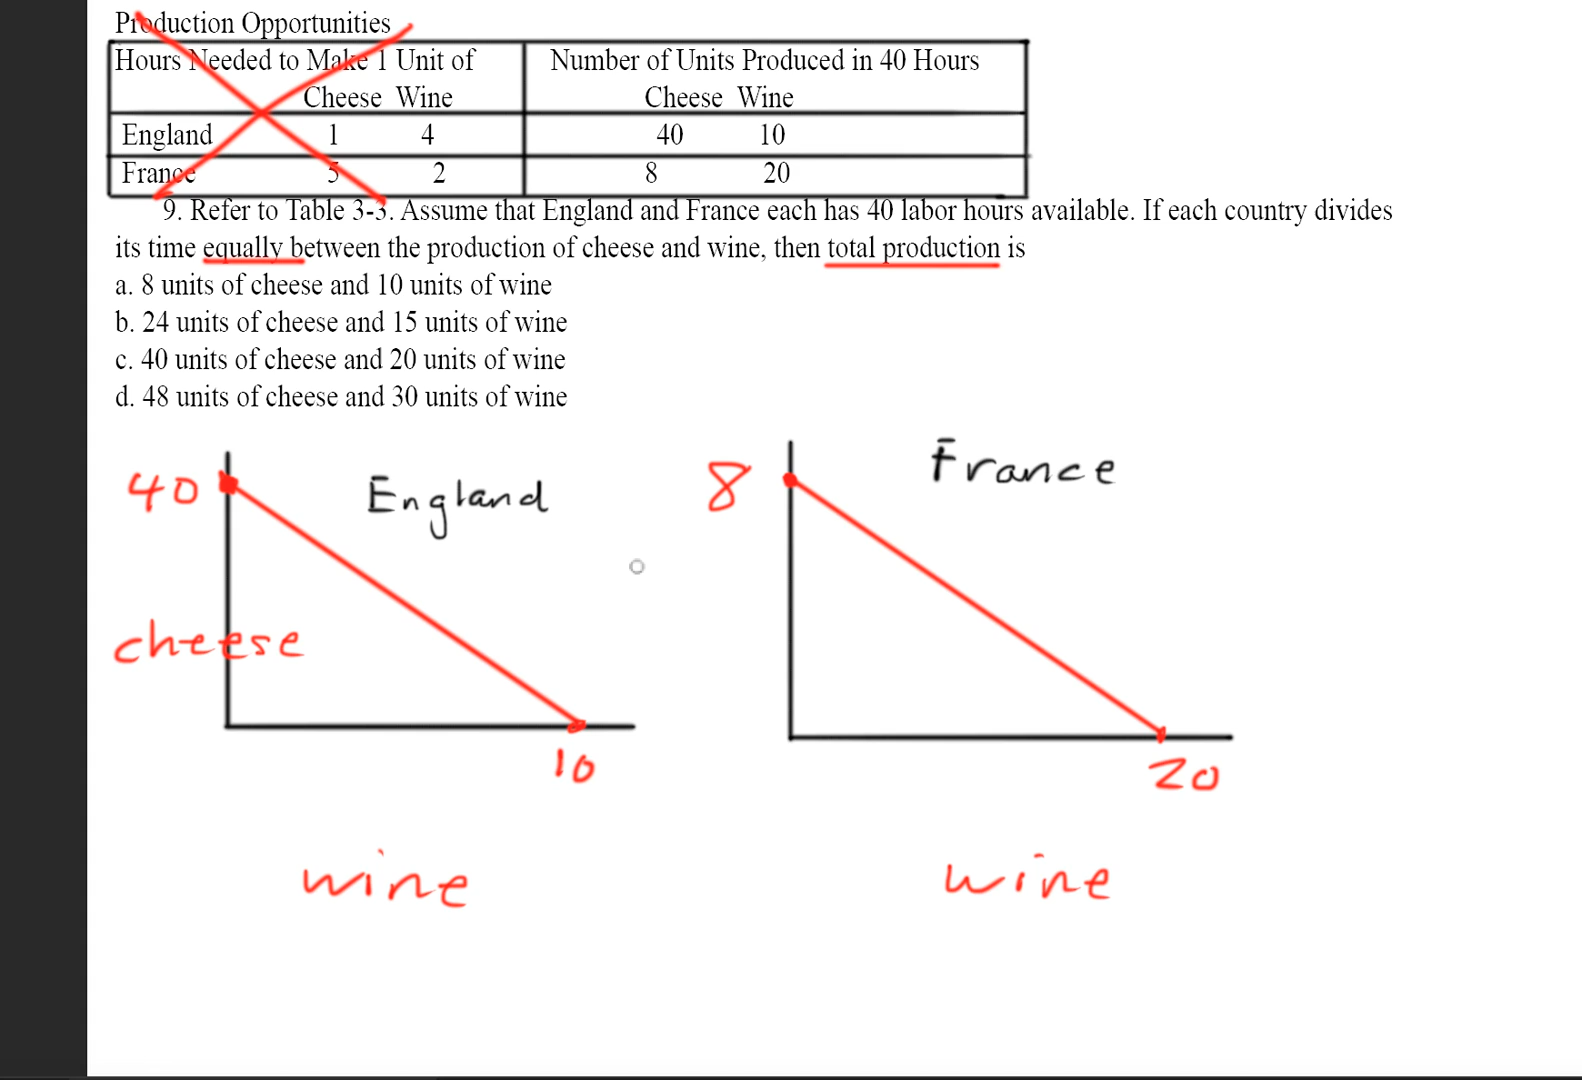 Production Opportunities
Hours Needed to Make 1 Unit of Number of Units Produced in 40 Hours
Cheese Wine Cheese Wine
England 1 4 40 10
France 5 2 8 20
9. Refer to Table 3-3. Assume that England and France each has 40 labor hours available. If each country divides
its time equally between the production of cheese and wine, then total production is
a. 8 units of cheese and 10 units of wine
b. 24 units of cheese and 15 units of wine
c. 40 units of cheese and 20 units of wine
d. 48 units of cheese and 30 units of wine
40 England 8 France
cheese
10 20
wine wine